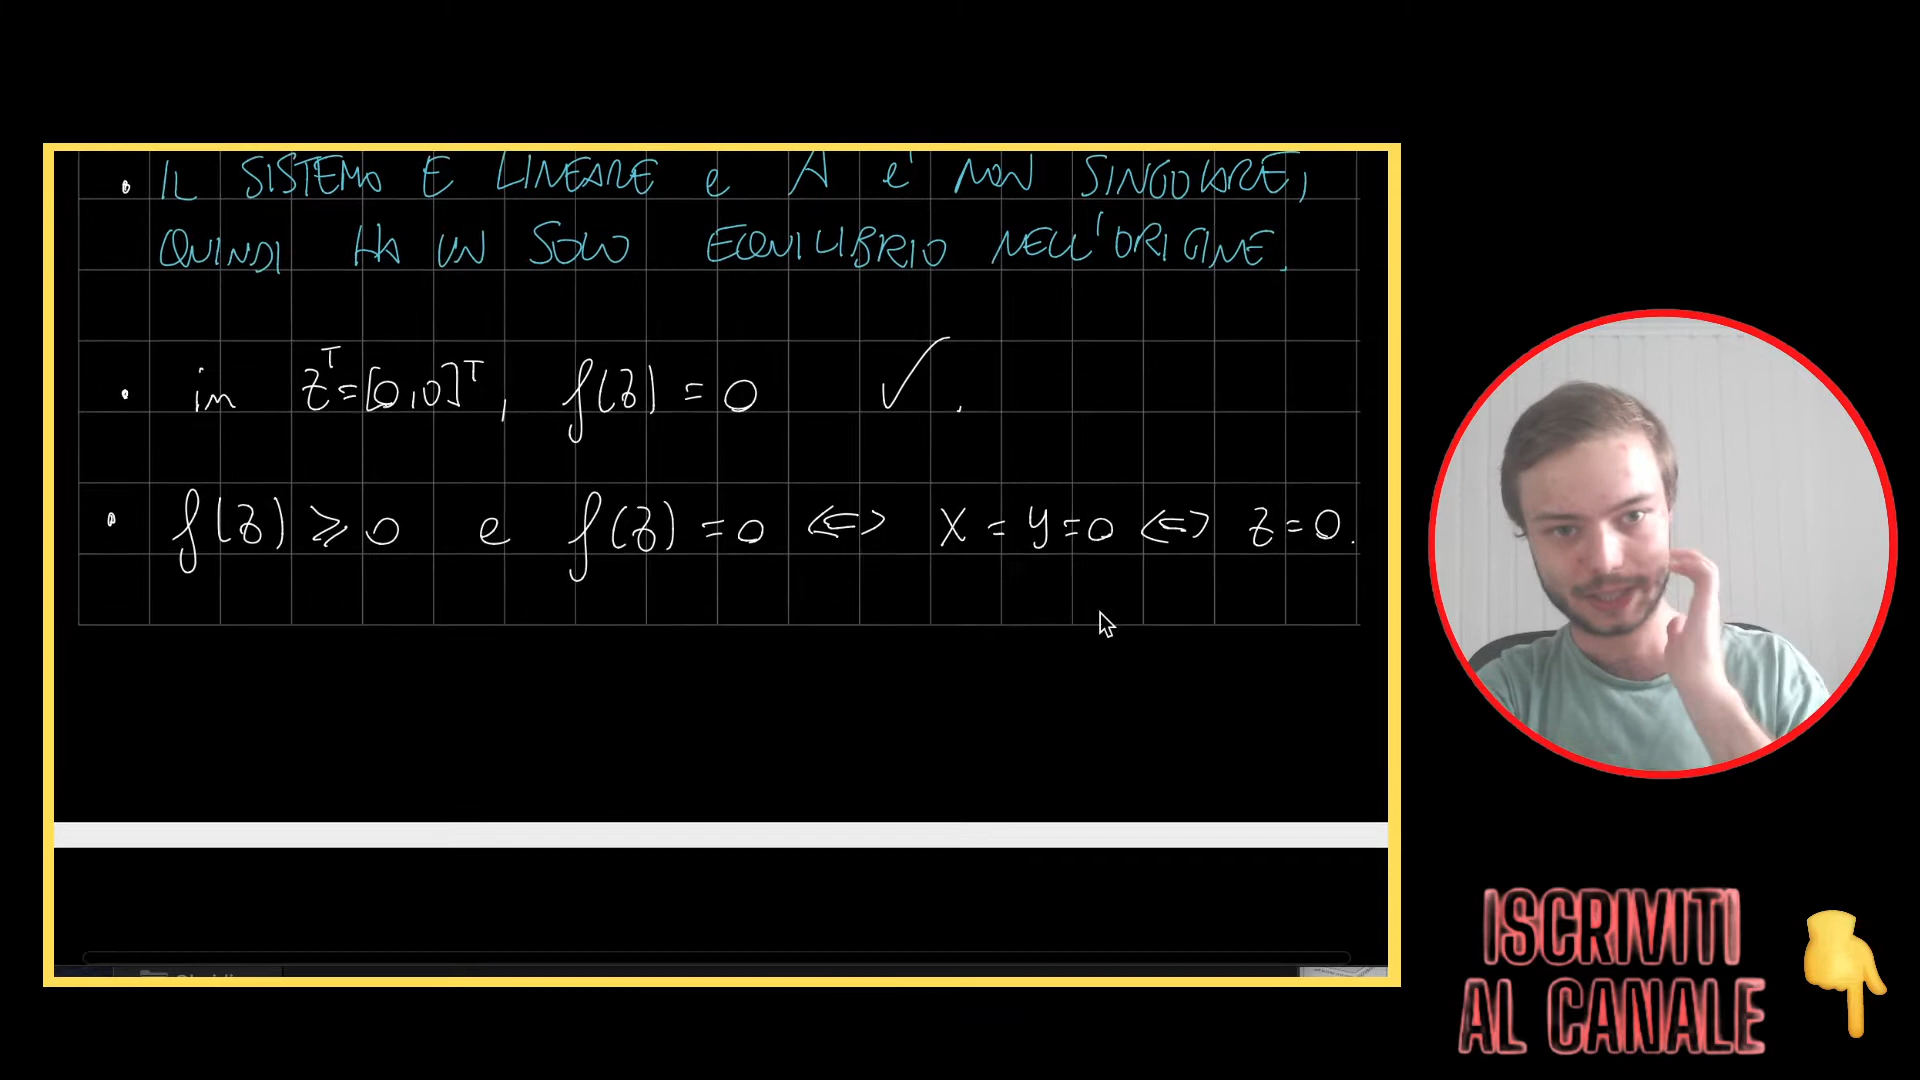 • IL SISTEMA E LINEARE e A e' NON SINGOLARE,
QUINDI HA UN SOLO EQUILIBRIO NELL'ORIGINE.
• in z^T=[0,0]^T, f(z) = 0 ✓.
• f(z) ⩾ 0 e f(z) = 0 <=> X = y = 0 <=> z = 0.
ISCRIVITI
AL CANALE